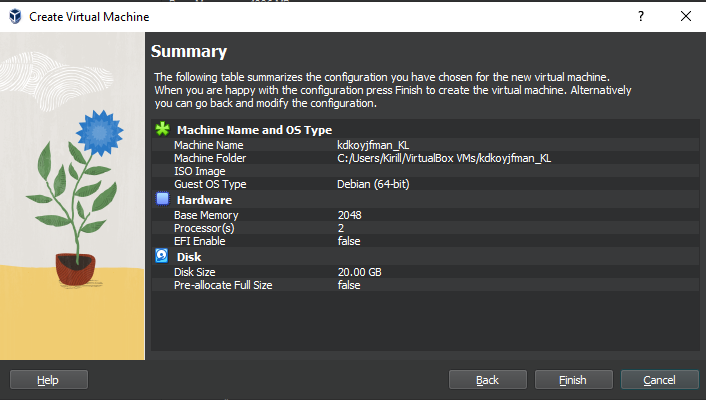 Create Virtual Machine
?
Summary
The following table summarizes the configuration you have chosen for the new virtual machine.
When you are happy with the configuration press Finish to create the virtual machine. Alternatively
you can go back and modify the configuration.
Machine Name and OS Type
Machine Name kdkoyjfman_KL
Machine Folder C:/Users/Kirill/VirtualBox VMs/kdkoyjfman_KL
ISO Image
Guest OS Type Debian (64-bit)
Hardware
Base Memory 2048
Processor(s) 2
EFI Enable false
Disk
Disk Size 20.00 GB
Pre-allocate Full Size false
Help Back Finish Cancel